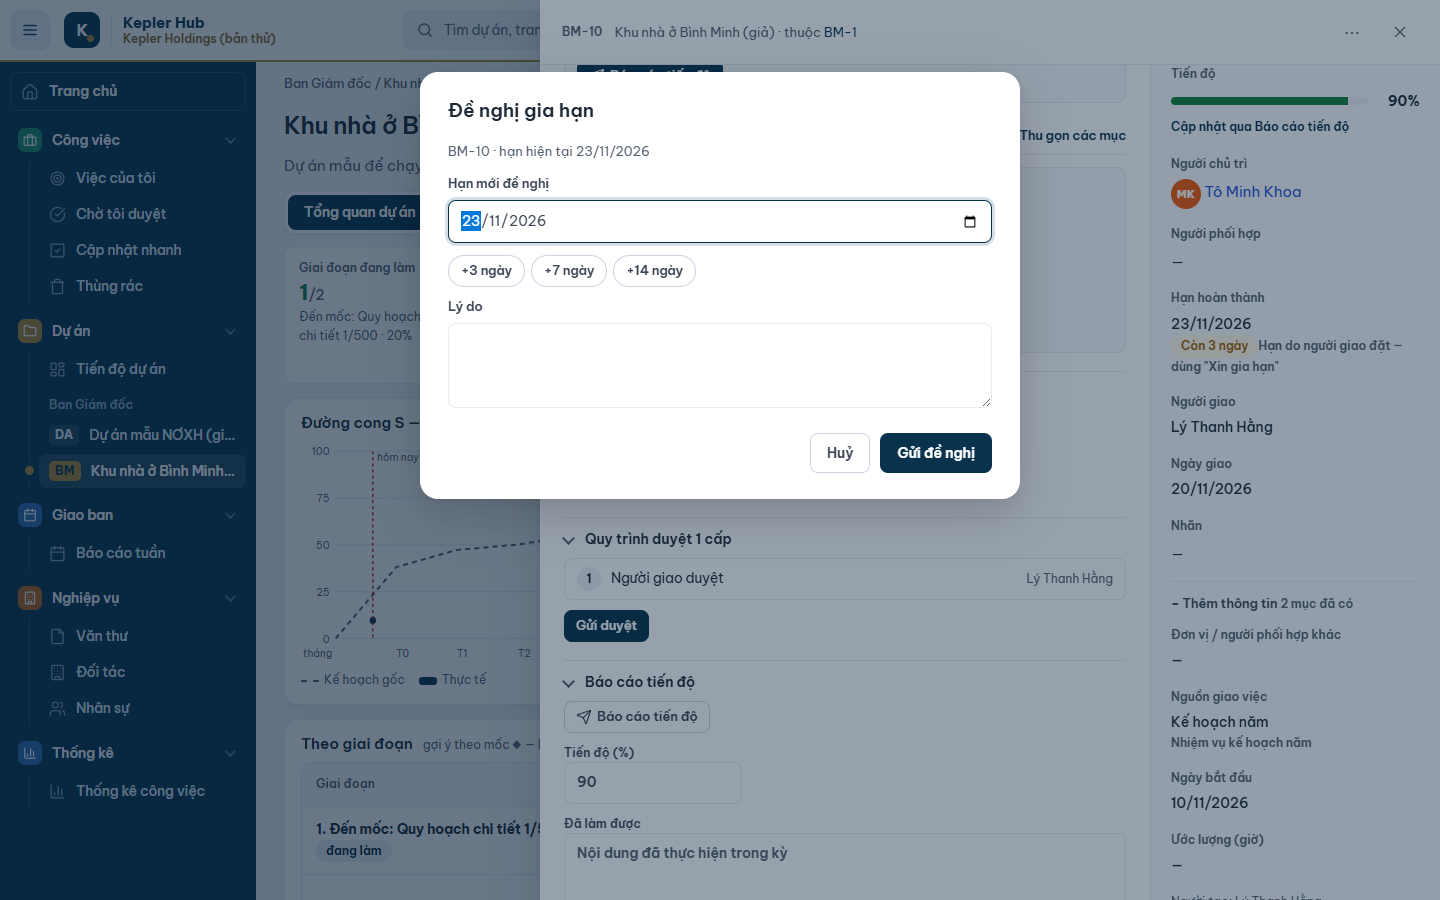 K
Kepler Hub
Kepler Holdings (bản thử)
Tìm dự án, tran
BM-10 Khu nhà ở Bình Minh (giả) · thuộc BM-1
Trang chủ
Công việc
Việc của tôi
Chờ tôi duyệt
Cập nhật nhanh
Thùng rác
Dự án
Tiến độ dự án
Ban Giám đốc
DA Dự án mẫu NƠXH (gi...
BM Khu nhà ở Bình Minh...
Giao ban
Báo cáo tuần
Nghiệp vụ
Văn thư
Đối tác
Nhân sự
Thống kê
Thống kê công việc
Ban Giám đốc / Khu nh
Khu nhà ở Bì
Dự án mẫu để chạy
Tổng quan dự án
Giai đoạn đang làm
1/2
Đến mốc: Quy hoạch
chi tiết 1/500 · 20%
Đường cong S —
100
hôm nay
75
50
25
0
tháng T0 T1 T2
Kế hoạch gốc Thực tế
Theo giai đoạn gợi ý theo mốc ◆ —
Giai đoạn
1. Đến mốc: Quy hoạch chi tiết 1/5
đang làm
Đề nghị gia hạn
BM-10 · hạn hiện tại 23/11/2026
Hạn mới đề nghị
23/11/2026
+3 ngày +7 ngày +14 ngày
Lý do
Huỷ Gửi đề nghị
Thu gọn các mục
Quy trình duyệt 1 cấp
1 Người giao duyệt Lý Thanh Hằng
Gửi duyệt
Báo cáo tiến độ
Báo cáo tiến độ
Tiến độ (%)
90
Đã làm được
Nội dung đã thực hiện trong kỳ
Tiến độ
90%
Cập nhật qua Báo cáo tiến độ
Người chủ trì
MK Tô Minh Khoa
Người phối hợp
—
Hạn hoàn thành
23/11/2026
Còn 3 ngày Hạn do người giao đặt —
dùng "Xin gia hạn"
Người giao
Lý Thanh Hằng
Ngày giao
20/11/2026
Nhãn
—
– Thêm thông tin 2 mục đã có
Đơn vị / người phối hợp khác
—
Nguồn giao việc
Kế hoạch năm
Nhiệm vụ kế hoạch năm
Ngày bắt đầu
10/11/2026
Ước lượng (giờ)
—